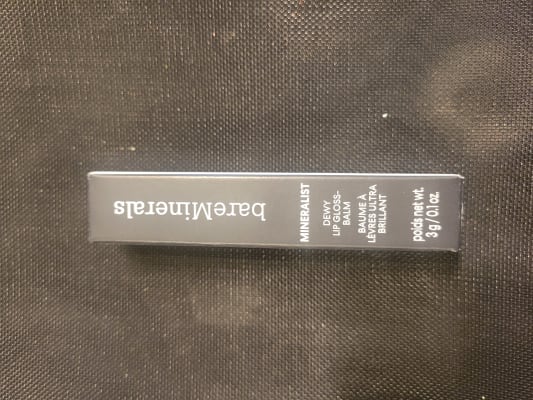 bareMinerals
MINERALIST
DEWY
LIP GLOSS-
BALM
BAUME À
LÈVRES ULTRA
BRILLANT
poids net wt.
3 g / 0.1 oz.